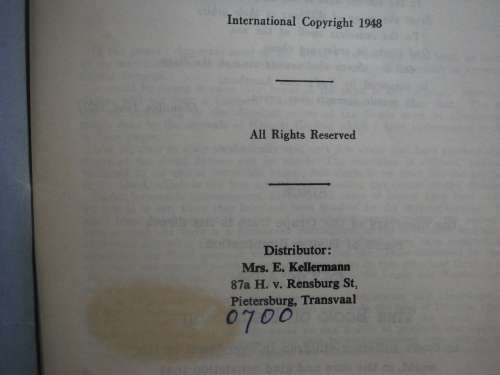 International Copyright 1948
All Rights Reserved
Distributor:
Mrs. E. Kellermann
87a H. v. Rensburg St,
Pietersburg, Transvaal
0700